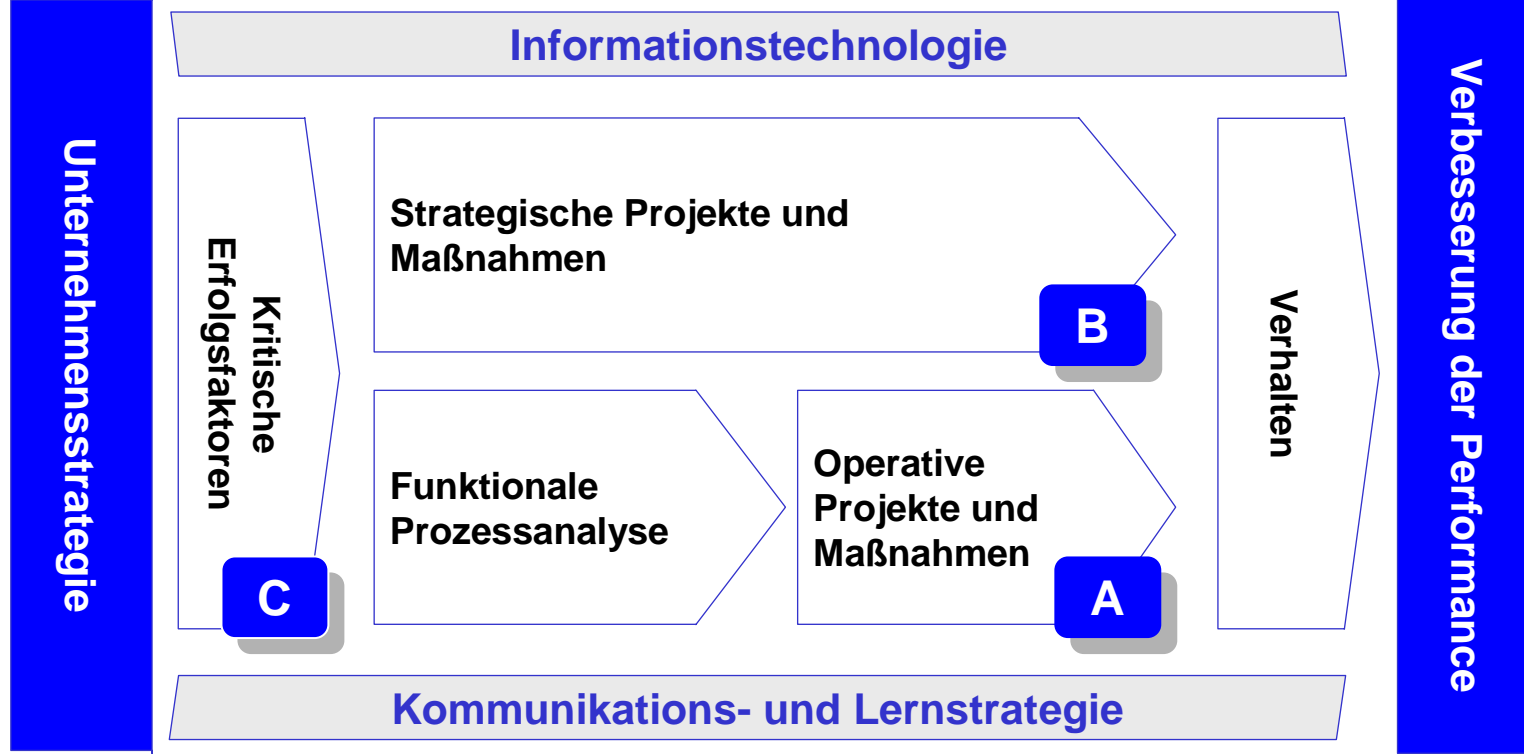 Informationstechnologie
Unternehmensstrategie
Kritische
Erfolgsfaktoren
C
Strategische Projekte und
Maßnahmen
B
Funktionale
Prozessanalyse
Operative
Projekte und
Maßnahmen
A
Verhalten
Verbesserung der Performance
Kommunikations- und Lernstrategie